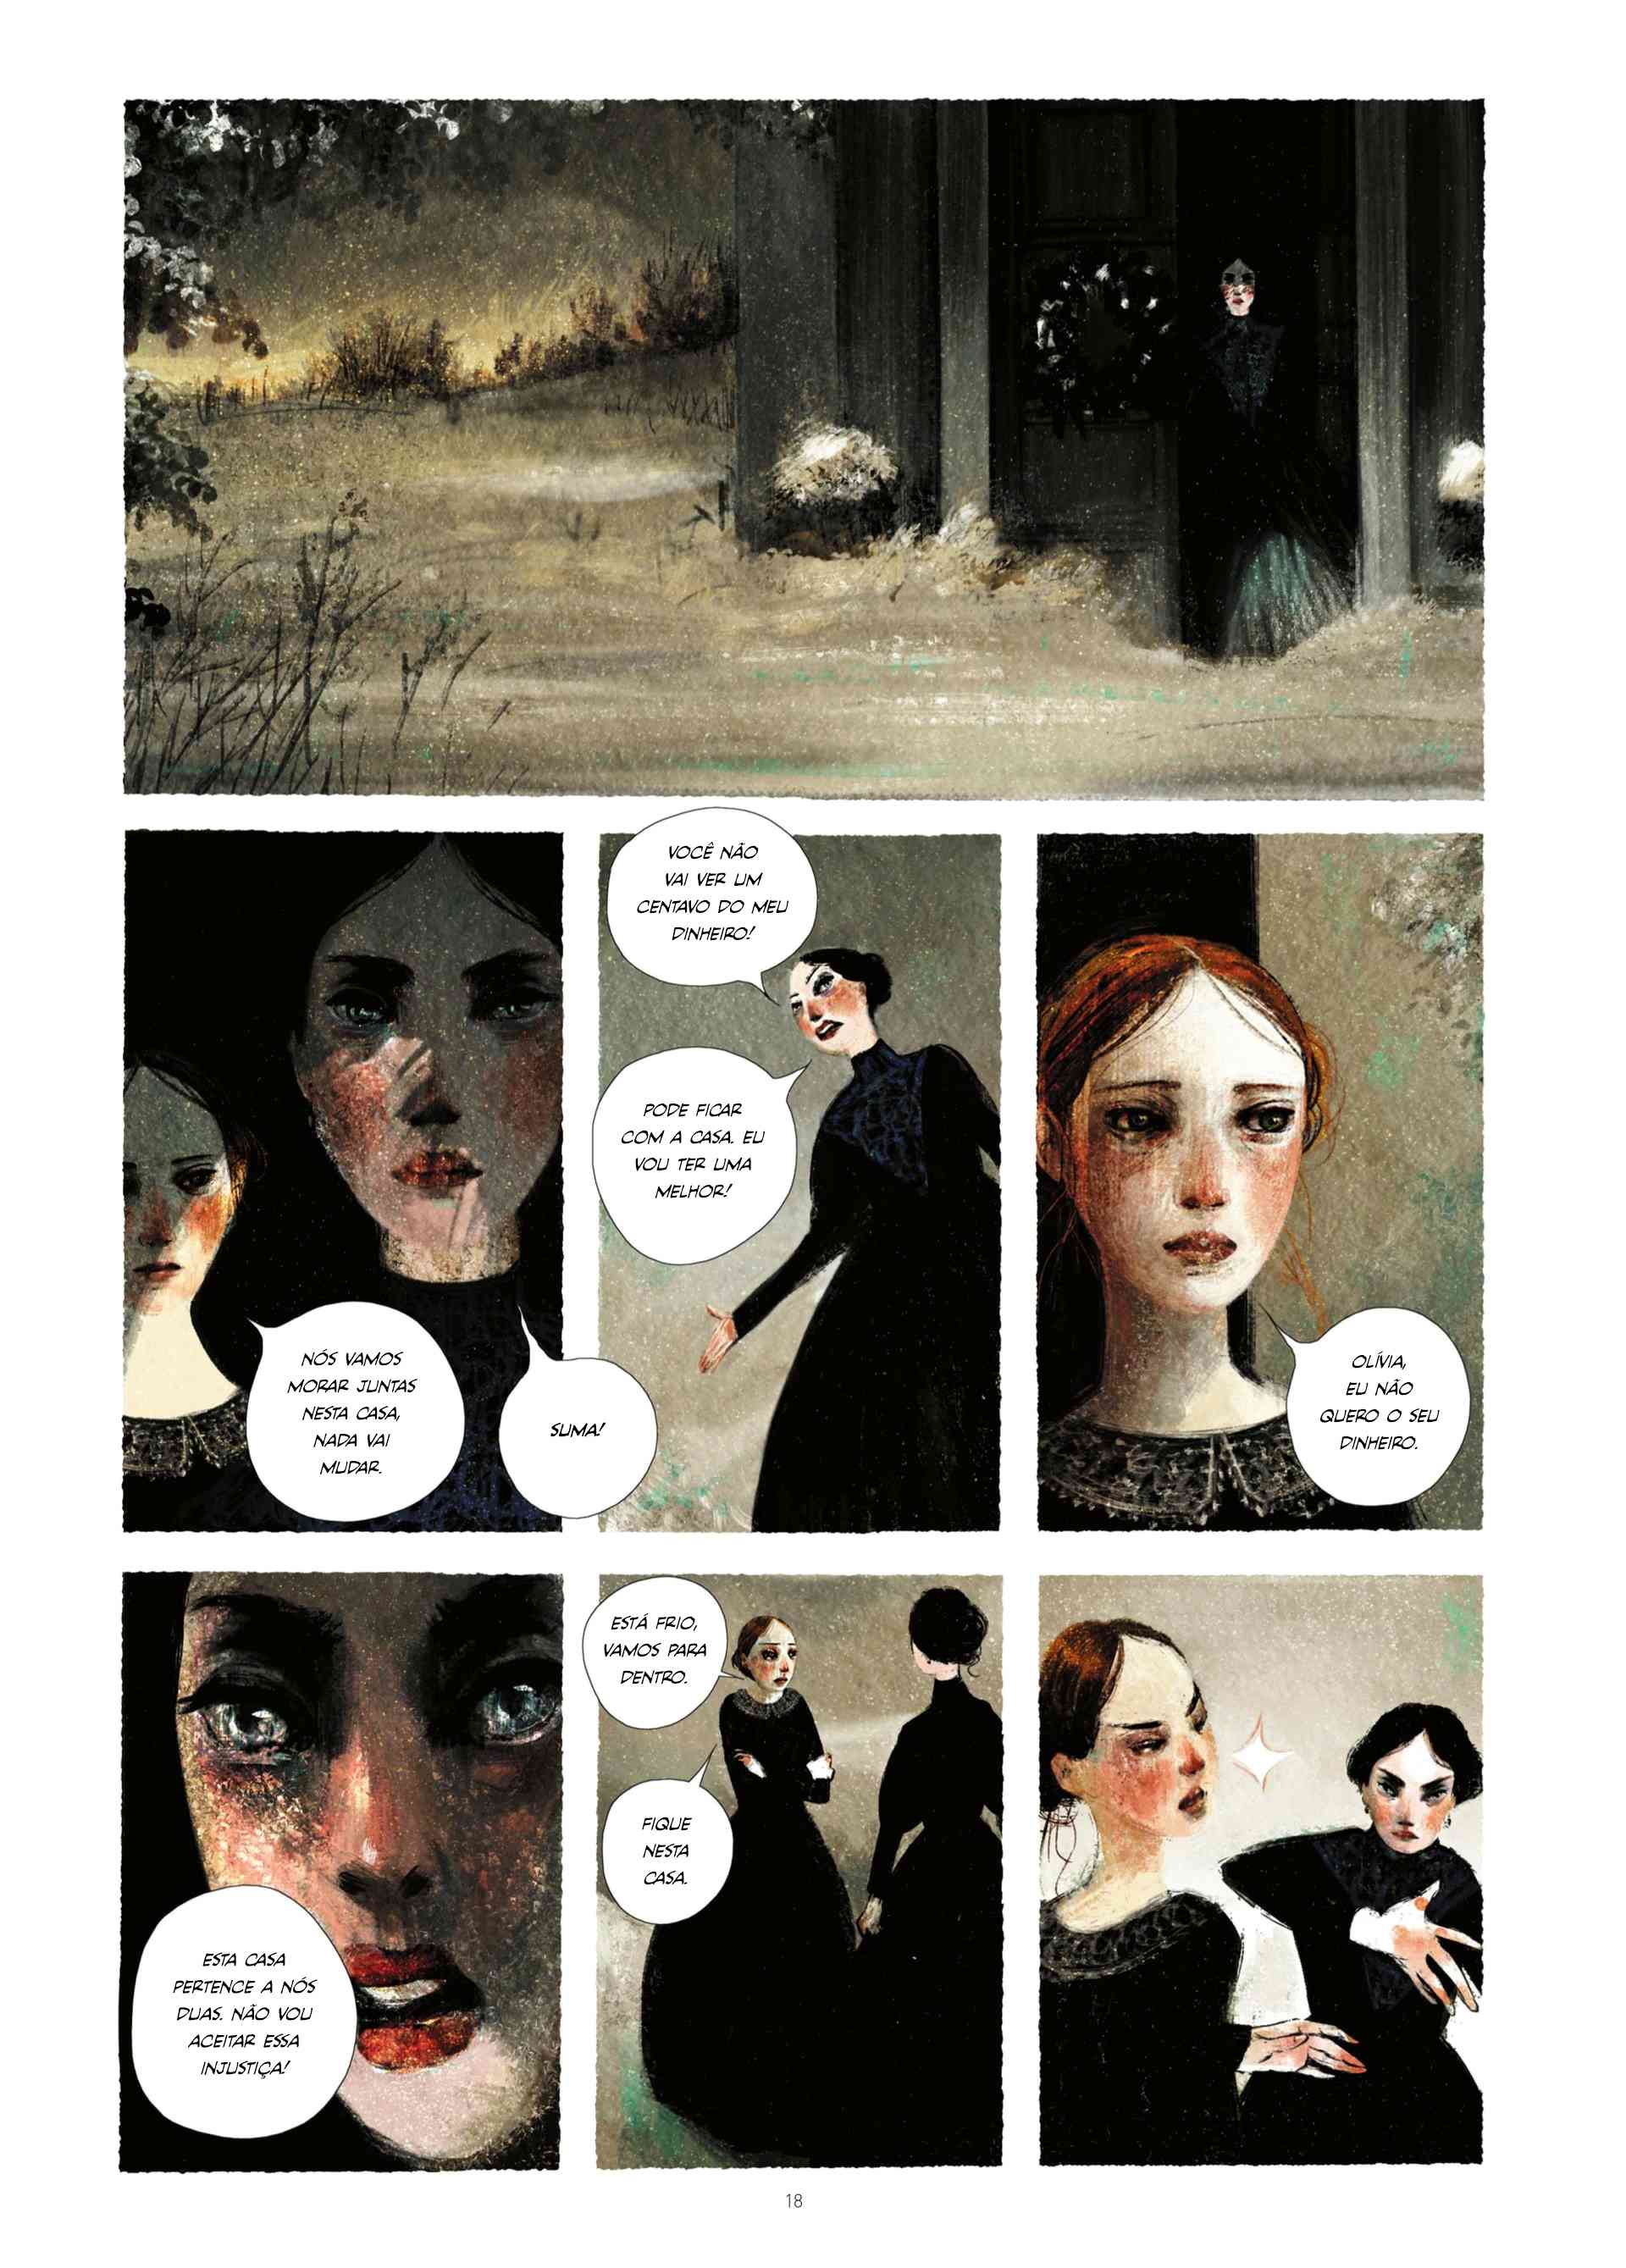 NÓS VAMOS
MORAR JUNTAS
NESTA CASA,
NADA VAI
MUDAR.
SUMA!
VOCÊ NÃO
VAI VER UM
CENTAVO DO MEU
DINHEIRO!
PODE FICAR
COM A CASA. EU
VOU TER UMA
MELHOR!
OLÍVIA,
EU NÃO
QUERO O SEU
DINHEIRO.
ESTA CASA
PERTENCE A NÓS
DUAS. NÃO VOU
ACEITAR ESSA
INJUSTIÇA!
ESTÁ FRIO,
VAMOS PARA
DENTRO.
FIQUE
NESTA
CASA.
18